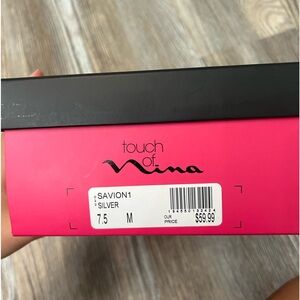 touch
of
Nina
SAVION1
SILVER
7.5 M
OUR
PRICE $59.99